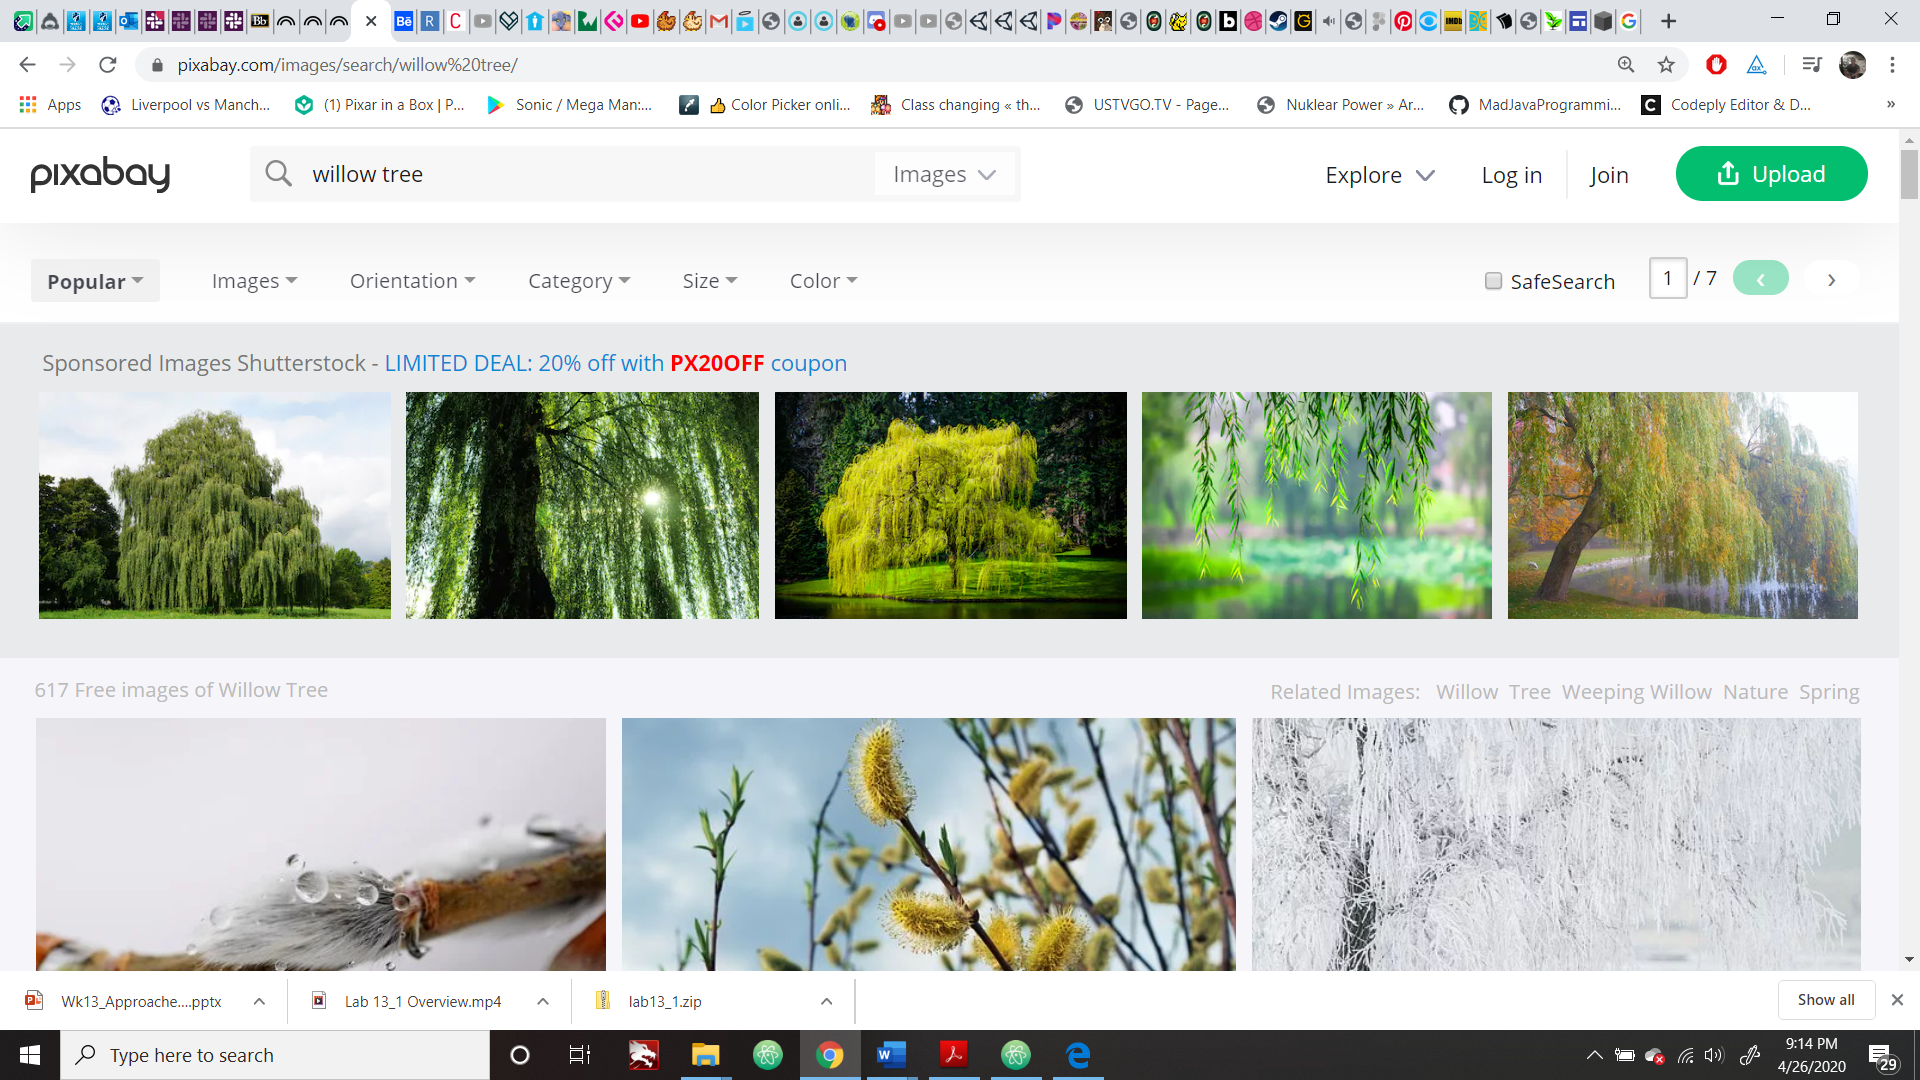 pixabay.com/images/search/willow%20tree/
Apps
Liverpool vs Manch...
(1) Pixar in a Box | P...
Sonic / Mega Man:...
👍 Color Picker onli...
Class changing « th...
USTVGO.TV - Page...
Nuklear Power » Ar...
MadJavaProgrammi...
Codeply Editor & D...
»
pixabay
willow tree
Images
Explore
Log in
Join
Upload
Popular
Images
Orientation
Category
Size
Color
SafeSearch
1 / 7
Sponsored Images Shutterstock - LIMITED DEAL: 20% off with PX20OFF coupon
617 Free images of Willow Tree
Related Images: Willow Tree Weeping Willow Nature Spring
Wk13_Approache....pptx
Lab 13_1 Overview.mp4
lab13_1.zip
Show all
Type here to search
9:14 PM
4/26/2020
29